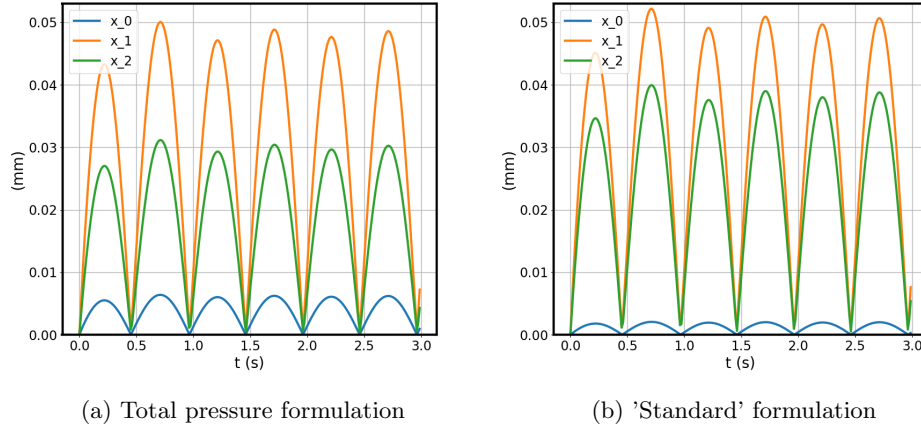 x_0
x_1
x_2
0.05
0.04
0.03
0.02
0.01
0.00
(mm)
0.0 0.5 1.0 1.5 2.0 2.5 3.0
t (s)
(a) Total pressure formulation
x_0
x_1
x_2
0.05
0.04
0.03
0.02
0.01
0.00
(mm)
0.0 0.5 1.0 1.5 2.0 2.5 3.0
t (s)
(b) 'Standard' formulation